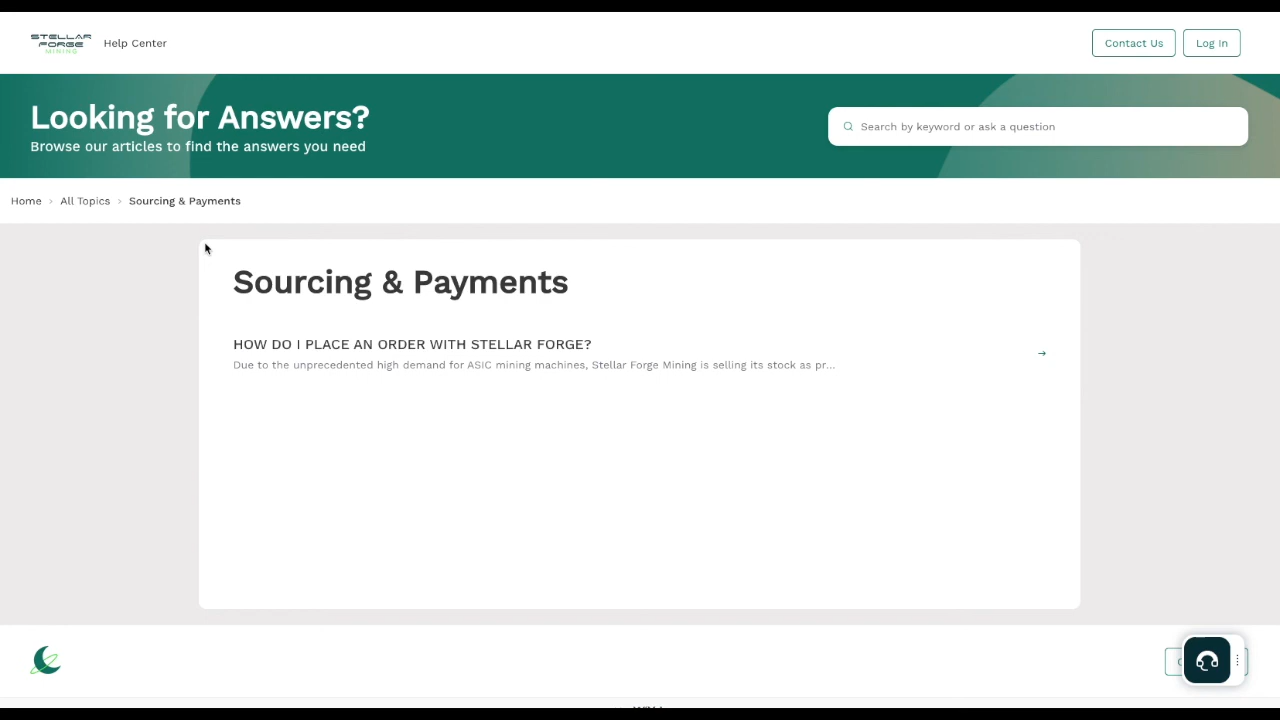 STELLAR
FORGE
MINING
Help Center
Contact Us
Log In
Looking for Answers?
Browse our articles to find the answers you need
Search by keyword or ask a question
Home › All Topics › Sourcing & Payments
Sourcing & Payments
HOW DO I PLACE AN ORDER WITH STELLAR FORGE?
Due to the unprecedented high demand for ASIC mining machines, Stellar Forge Mining is selling its stock as pr...
→